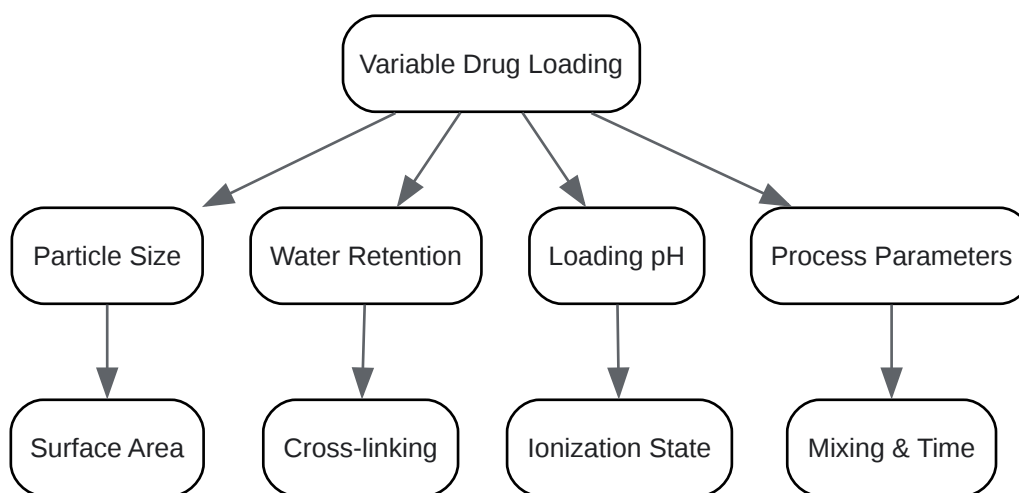 Variable Drug Loading
Particle Size
Water Retention
Loading pH
Process Parameters
Surface Area
Cross-linking
Ionization State
Mixing & Time